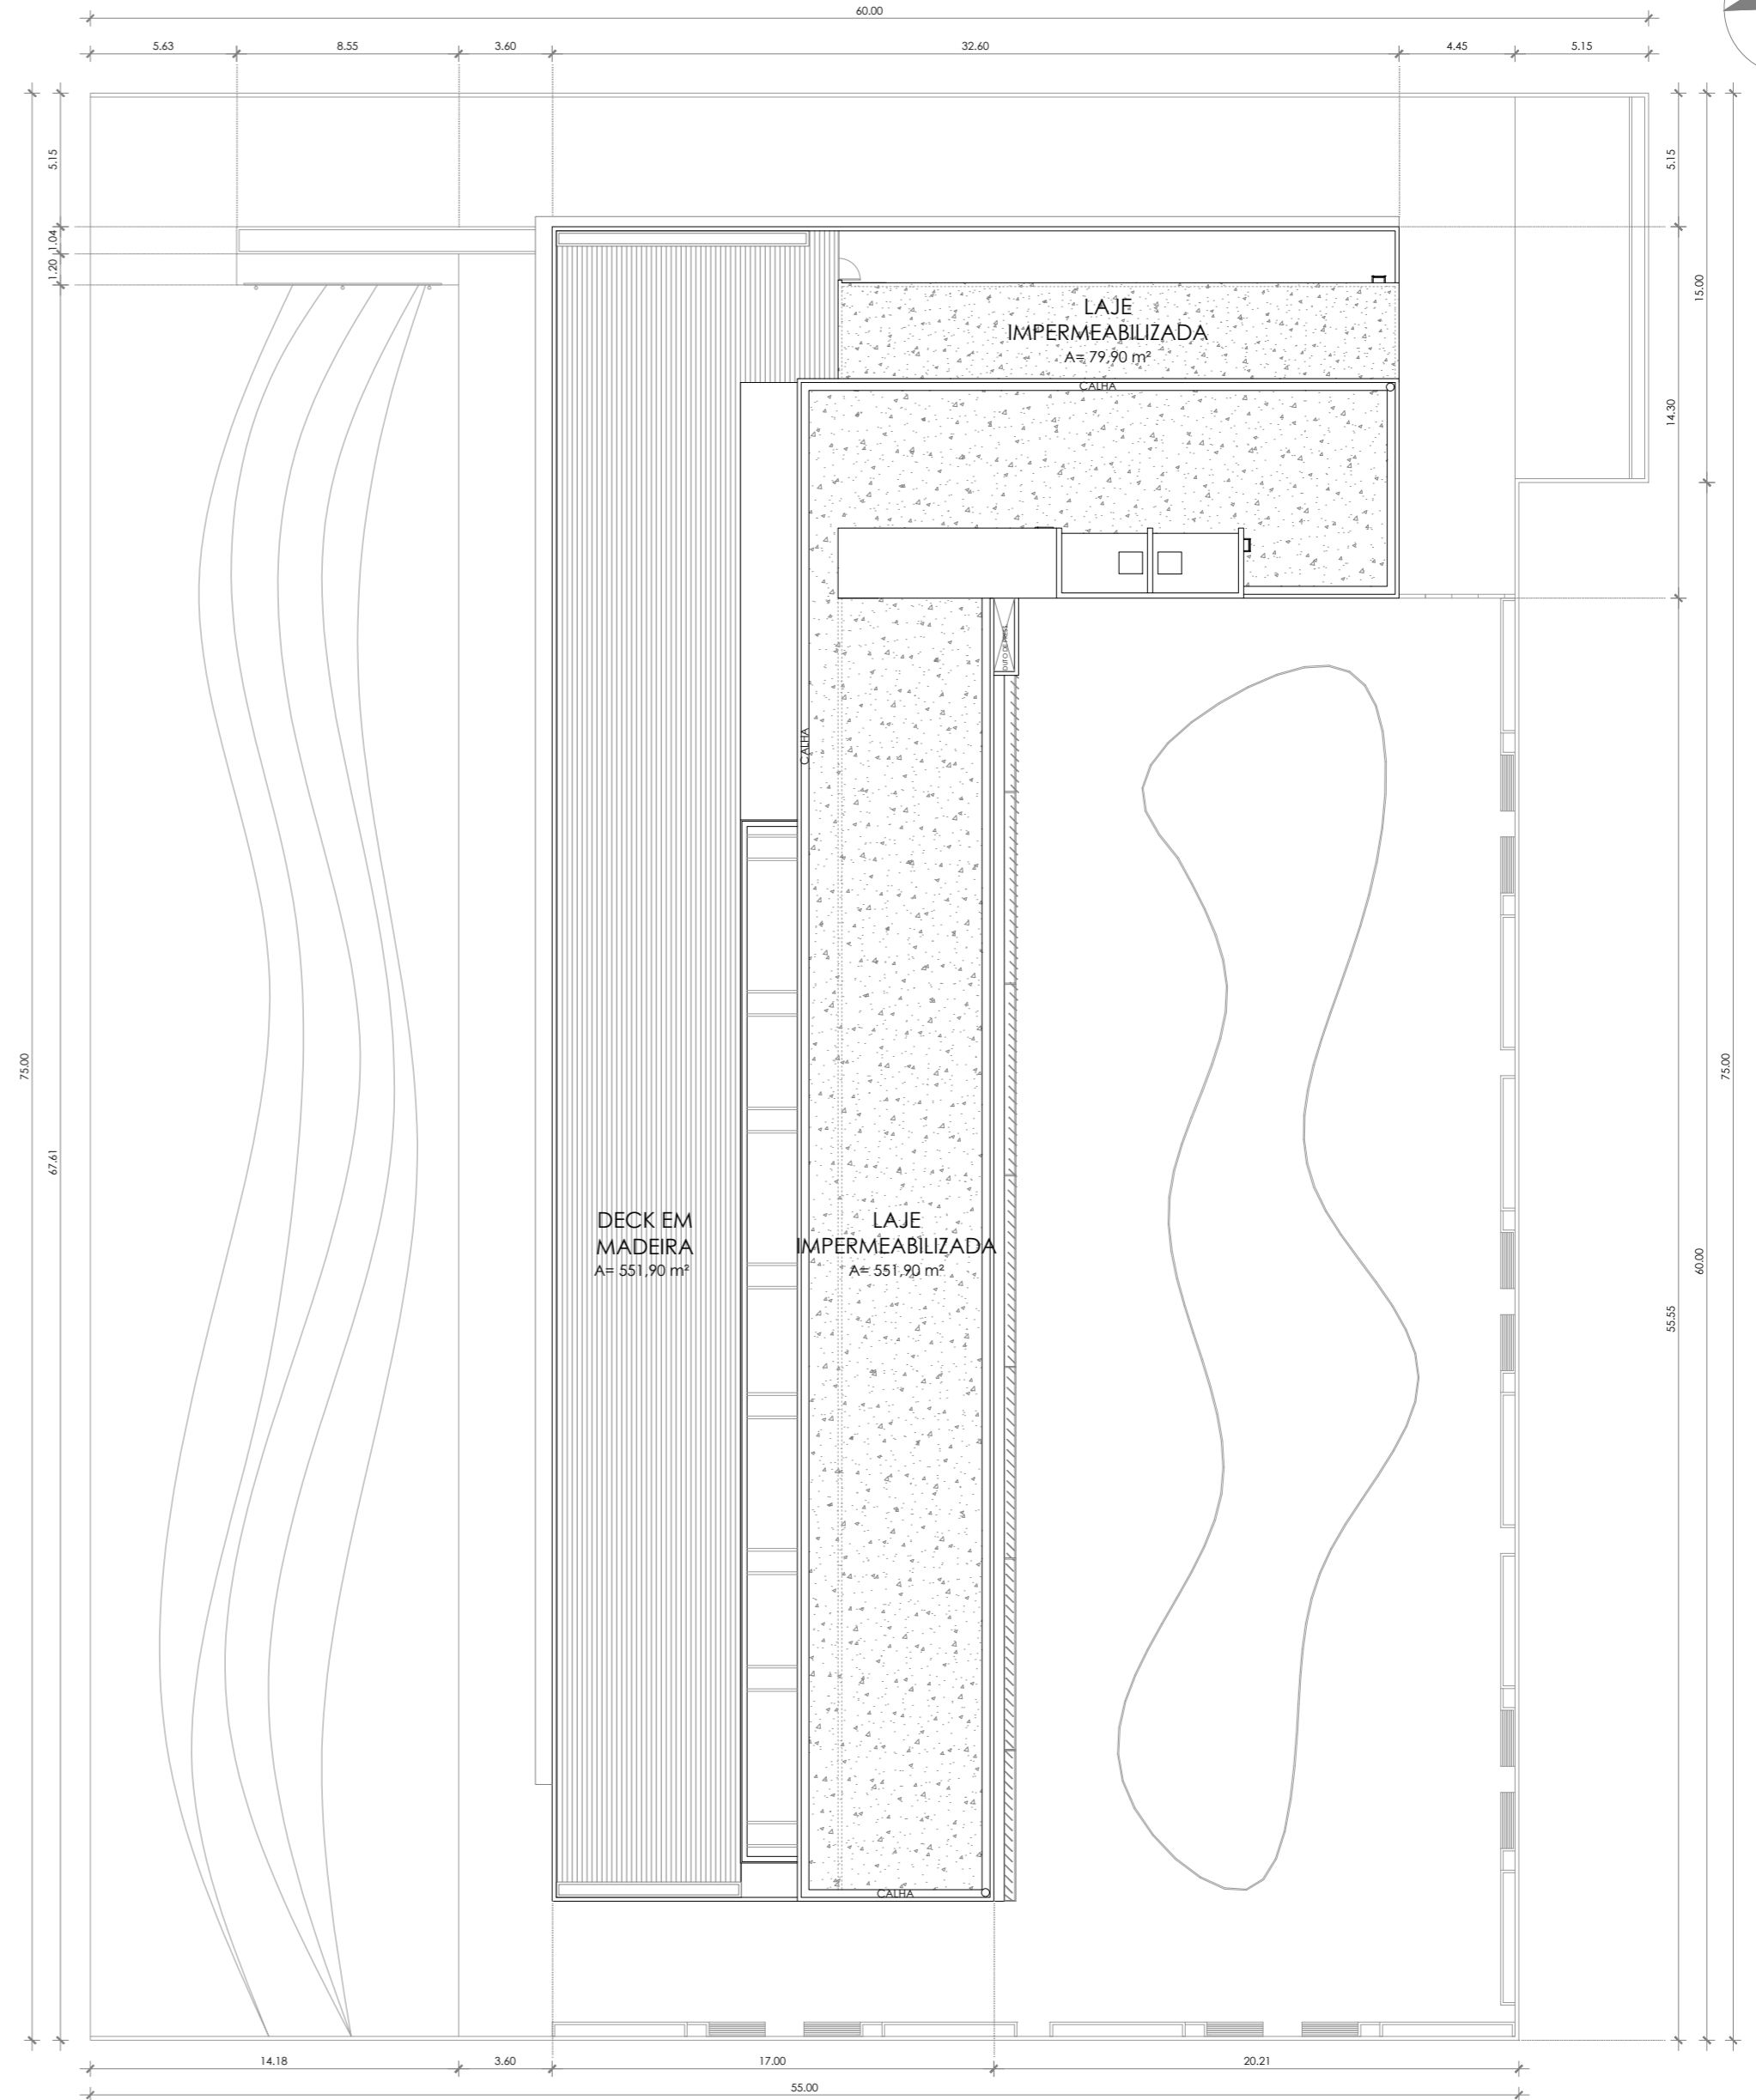 60.00
5.63
8.55
3.60
32.60
4.45
5.15
5.15
1.04
1.20
75.00
67.61
5.15
14.30
55.55
15.00
60.00
75.00
LAJE
IMPERMEABILIZADA
A= 79,90 m²
CALHA
CALHA
DECK EM
MADEIRA
A= 551,90 m²
LAJE
IMPERMEABILIZADA
A= 551,90 m²
CALHA
14.18
3.60
17.00
20.21
55.00